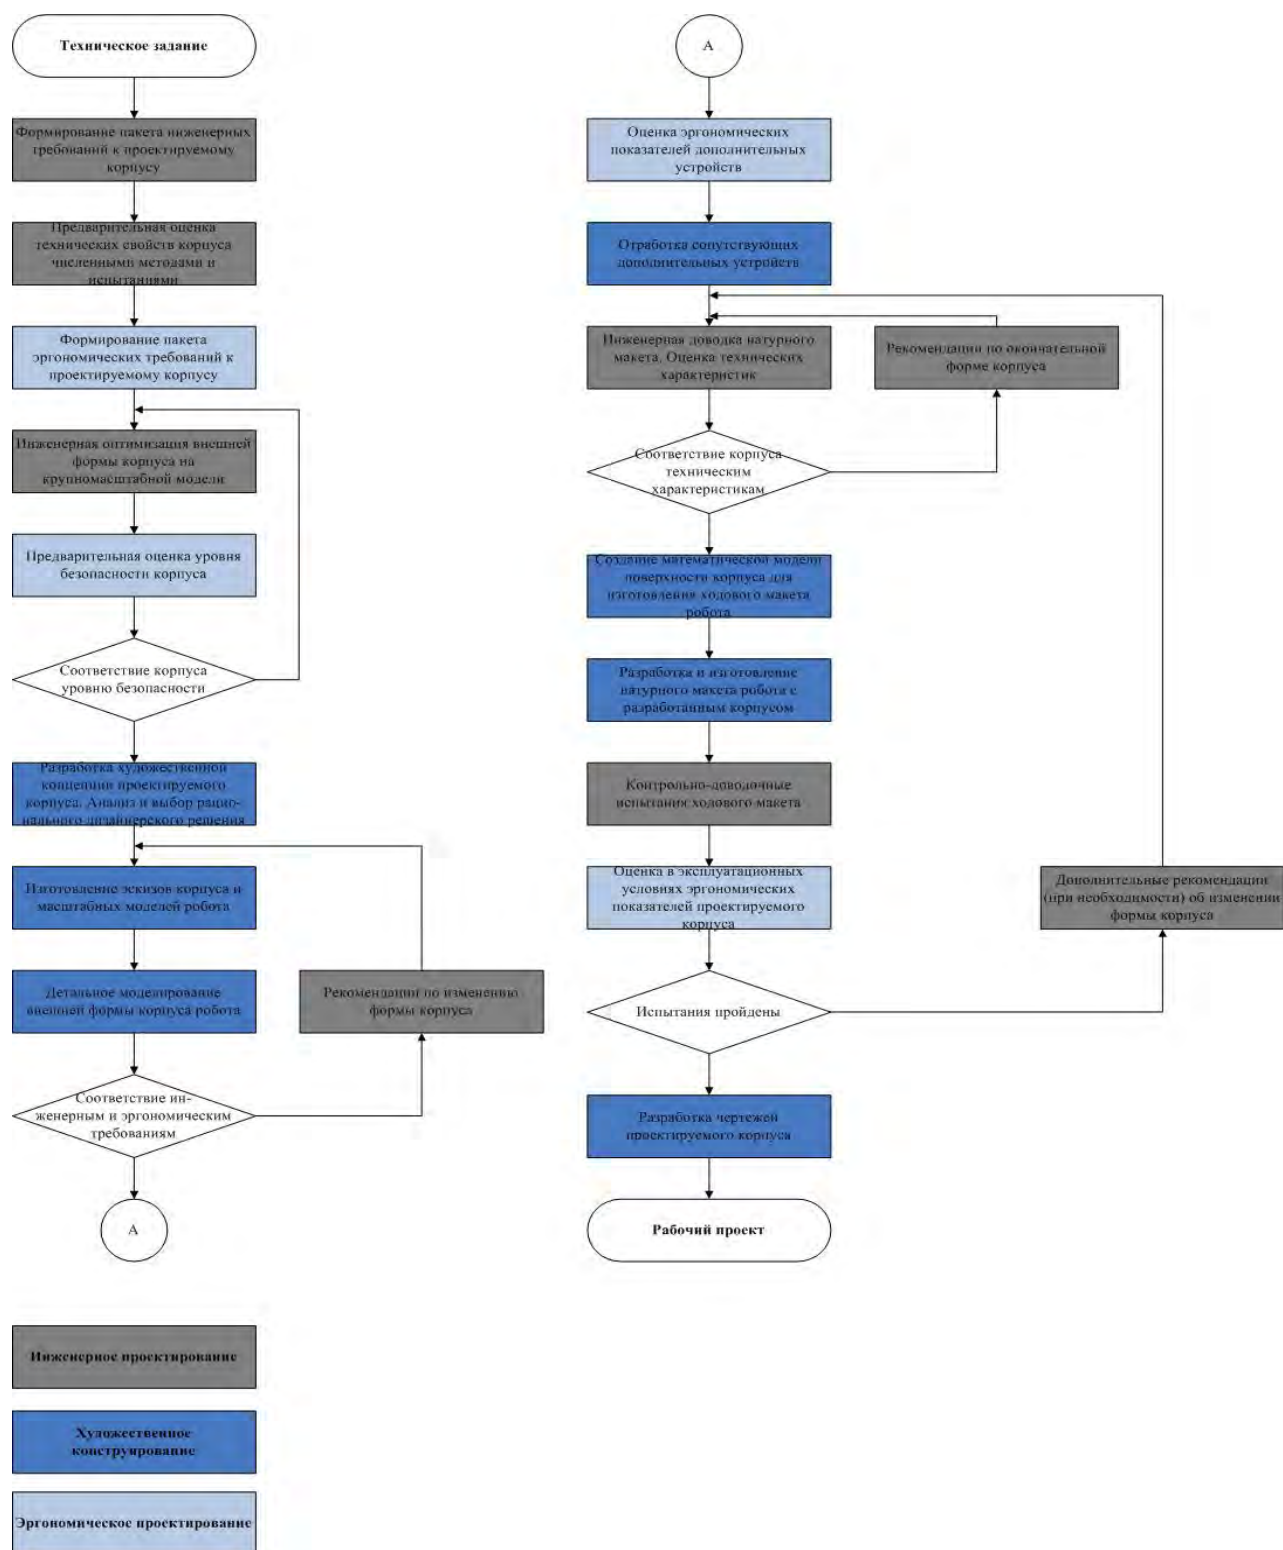 Техническое задание
Формирование пакета инженерных
требований к проектируемому
корпусу
Предварительная оценка
технических свойств корпуса
численными методами и
испытаниями
Формирование пакета
эргономических требований к
проектируемому корпусу
Инженерная оптимизация внешней
формы корпуса на
крупномасштабной модели
Предварительная оценка уровня
безопасности корпуса
Соответствие корпуса
уровню безопасности
Разработка художественной
концепции проектируемого
корпуса. Анализ и выбор рацио-
нального дизайнерского решения
Изготовление эскизов корпуса и
масштабных моделей робота
Детальное моделирование
внешней формы корпуса робота
Рекомендации по изменению
формы корпуса
Соответствие ин-
женерным и эргономическим
требованиям
А
А
Оценка эргономических
показателей дополнительных
устройств
Отработка сопутствующих
дополнительных устройств
Инженерная доводка натурного
макета. Оценка технических
характеристик
Рекомендации по окончательной
форме корпуса
Соответствие корпуса
техническим
характеристикам
Создание математической модели
поверхности корпуса для
изготовления ходового макета
робота
Разработка и изготовление
натурного макета робота с
разработанным корпусом
Контрольно-доводочные
испытания ходового макета
Оценка в эксплуатационных
условиях эргономических
показателей проектируемого
корпуса
Дополнительные рекомендации
(при необходимости) об изменении
формы корпуса
Испытания пройдены
Разработка чертежей
проектируемого корпуса
Рабочий проект
Инженерное проектирование
Художественное
конструирование
Эргономическое проектирование